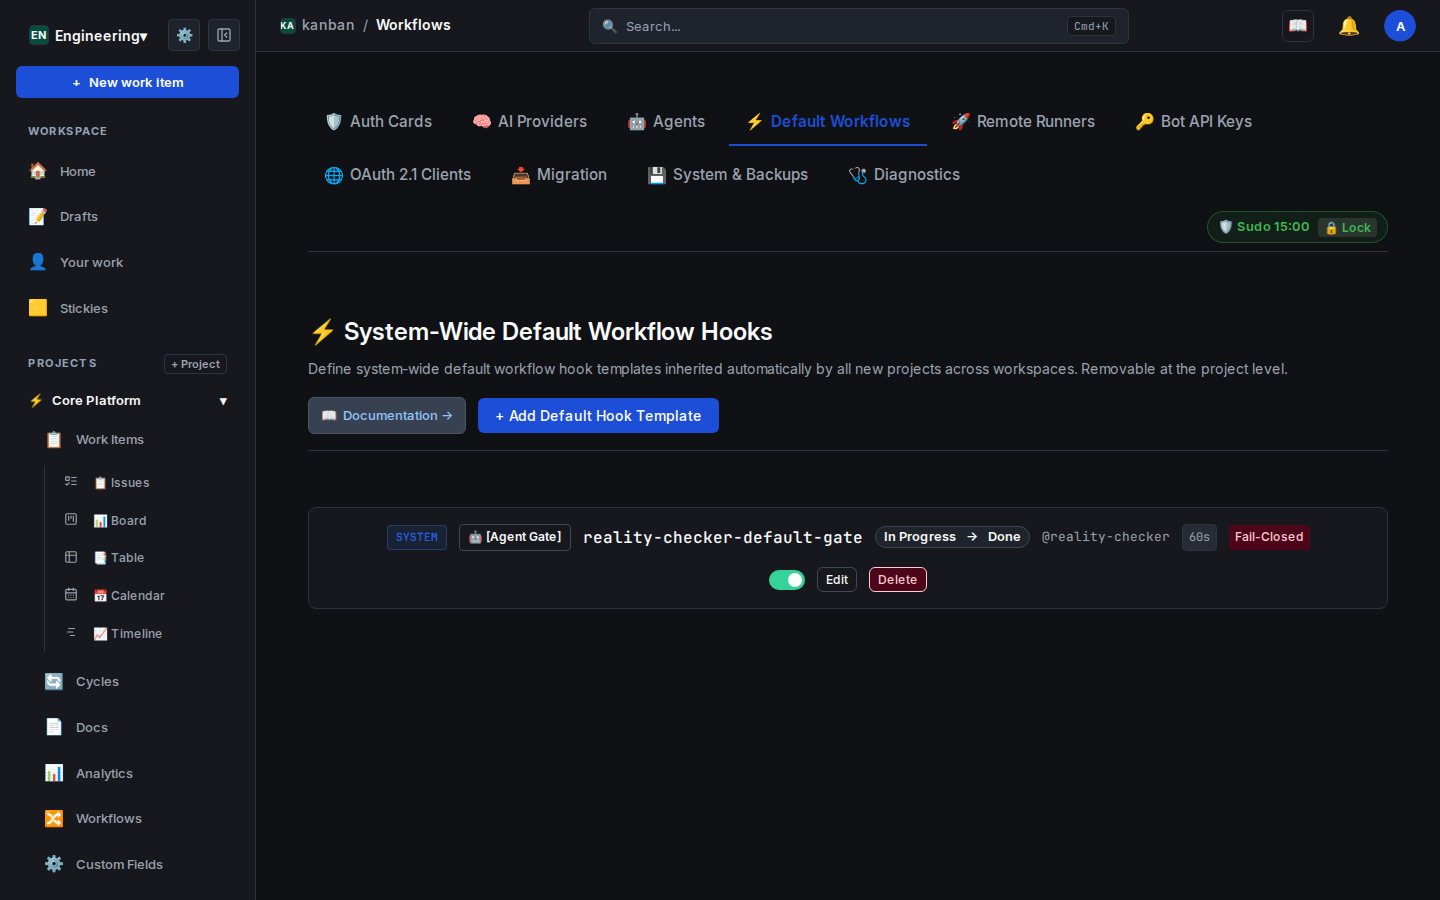 EN Engineering▾
+ New work item
WORKSPACE
Home
Drafts
Your work
Stickies
PROJECTS + Project
Core Platform ▾
Work Items
Issues
Board
Table
Calendar
Timeline
Cycles
Docs
Analytics
Workflows
Custom Fields
KA kanban / Workflows
Search... Cmd+K
A
Auth Cards AI Providers Agents Default Workflows Remote Runners Bot API Keys
OAuth 2.1 Clients Migration System & Backups Diagnostics
Sudo 15:00 Lock
System-Wide Default Workflow Hooks
Define system-wide default workflow hook templates inherited automatically by all new projects across workspaces. Removable at the project level.
Documentation → + Add Default Hook Template
SYSTEM [Agent Gate] reality-checker-default-gate In Progress → Done @reality-checker 60s Fail-Closed
Edit Delete